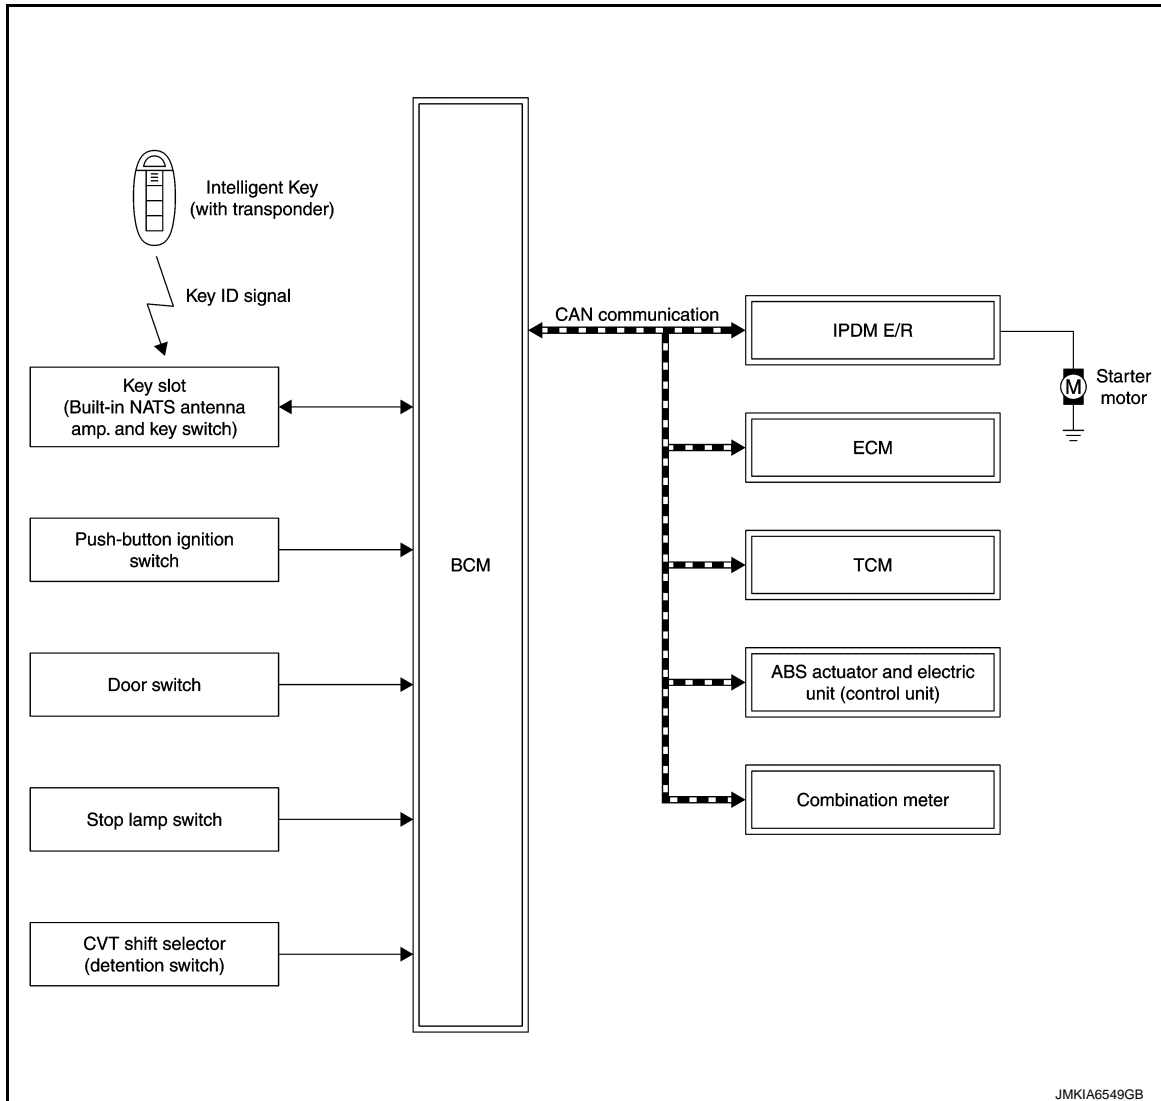 Intelligent Key
(with transponder)
Key ID signal
Key slot
(Built-in NATS antenna
amp. and key switch)
Push-button ignition
switch
Door switch
Stop lamp switch
CVT shift selector
(detention switch)
BCM
CAN communication
IPDM E/R
M
Starter
motor
ECM
TCM
ABS actuator and electric
unit (control unit)
Combination meter
JMKIA6549GB